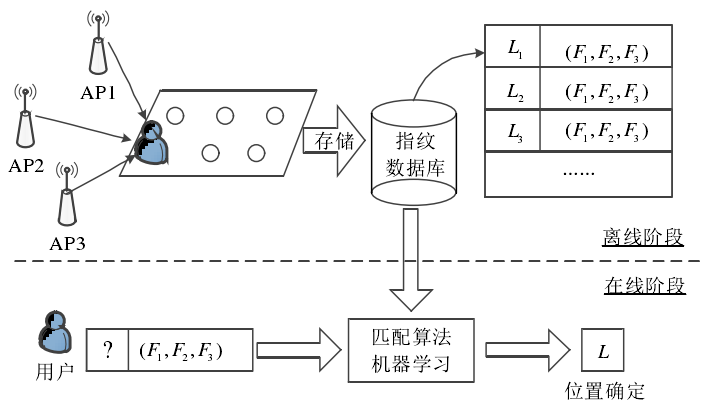 AP1
AP2
AP3
存储
指纹
数据库
L₁ (F₁,F₂,F₃)
L₂ (F₁,F₂,F₃)
L₃ (F₁,F₂,F₃)
······
离线阶段
在线阶段
用户
? (F₁,F₂,F₃)
匹配算法
机器学习
L
位置确定